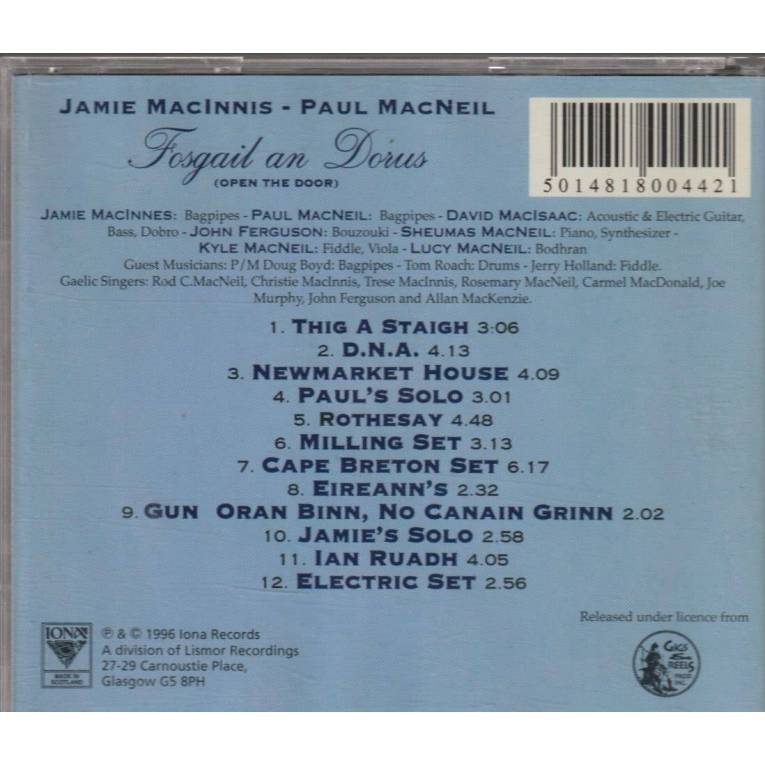 JAMIE MACINNIS - PAUL MACNEIL
Fosgail an Dorus
(OPEN THE DOOR)
5014818004421
JAMIE MACINNES: Bagpipes - PAUL MACNEIL: Bagpipes - DAVID MACISAAC: Acoustic & Electric Guitar,
Bass, Dobro - JOHN FERGUSON: Bouzouki - SHEUMAS MACNEIL: Piano, Synthesizer -
KYLE MACNEIL: Fiddle, Viola - LUCY MACNEIL: Bodhran
Guest Musicians: P/M Doug Boyd: Bagpipes - Tom Roach: Drums - Jerry Holland: Fiddle.
Gaelic Singers: Rod C.MacNeil, Christie MacInnis, Trese MacInnis, Rosemary MacNeil, Carmel MacDonald, Joe
Murphy, John Ferguson and Allan MacKenzie.
1. THIG A STAIGH 3:06
2. D.N.A. 4.13
3. NEWMARKET HOUSE 4.09
4. PAUL'S SOLO 3.01
5. ROTHESAY 4.48
6. MILLING SET 3.13
7. CAPE BRETON SET 6.17
8. EIREANN'S 2.32
9. GUN ORAN BINN, NO CANAIN GRINN 2.02
10. JAMIE'S SOLO 2.58
11. IAN RUADH 4.05
12. ELECTRIC SET 2.56
Released under licence from
IONA
MADE IN
SCOTLAND
℗ & © 1996 Iona Records
A division of Lismor Recordings
27-29 Carnoustie Place,
Glasgow G5 8PH
GIGS
&
REELS
PROD.
INC.